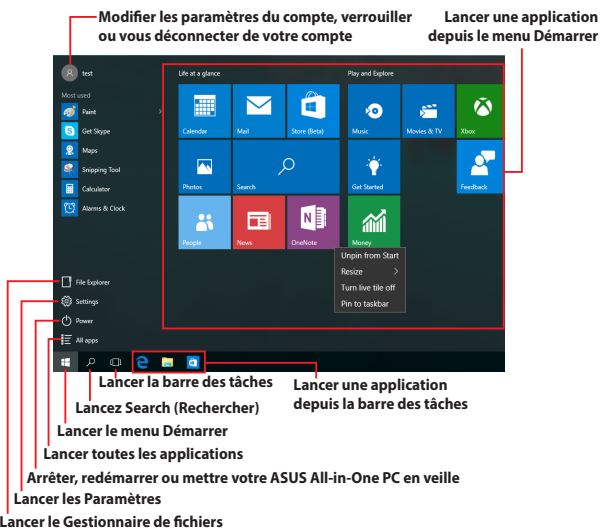 Modifier les paramètres du compte, verrouiller
ou vous déconnecter de votre compte
Lancer une application
depuis le menu Démarrer
test
Life at a glance
Play and Explore
Most used
Paint
Get Skype
Maps
Snipping Tool
Calculator
Alarms & Clock
Calendar
Mail
Store (Beta)
Music
Movies & TV
Xbox
Photos
Search
Get Started
Feedback
People
News
OneNote
Money
Unpin from Start
Resize
Turn live tile off
Pin to taskbar
File Explorer
Settings
Power
All apps
Lancer la barre des tâches
Lancer une application
depuis la barre des tâches
Lancez Search (Rechercher)
Lancer le menu Démarrer
Lancer toutes les applications
Arrêter, redémarrer ou mettre votre ASUS All-in-One PC en veille
Lancer les Paramètres
Lancer le Gestionnaire de fichiers